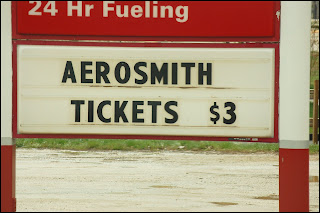 24 Hr Fueling
AEROSMITH
TICKETS $3